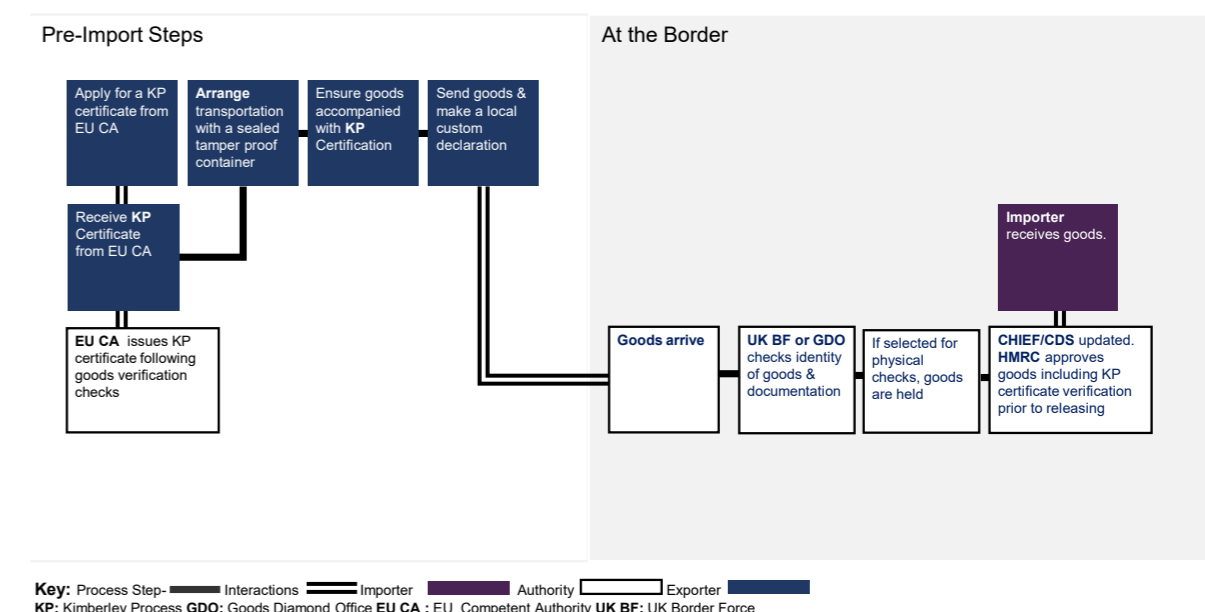 Pre-Import Steps
At the Border
Apply for a KP
certificate from
EU CA
Arrange
transportation
with a sealed
tamper proof
container
Ensure goods
accompanied
with KP
Certification
Send goods &
make a local
custom
declaration
Receive KP
Certificate
from EU CA
EU CA issues KP
certificate following
goods verification
checks
Importer
receives goods.
Goods arrive
UK BF or GDO
checks identity
of goods &
documentation
If selected for
physical
checks, goods
are held
CHIEF/CDS updated.
HMRC approves
goods including KP
certificate verification
prior to releasing
Key: Process Step- Interactions Importer Authority Exporter
KP: Kimberley Process GDO: Goods Diamond Office EU CA : EU Competent Authority UK BF: UK Border Force